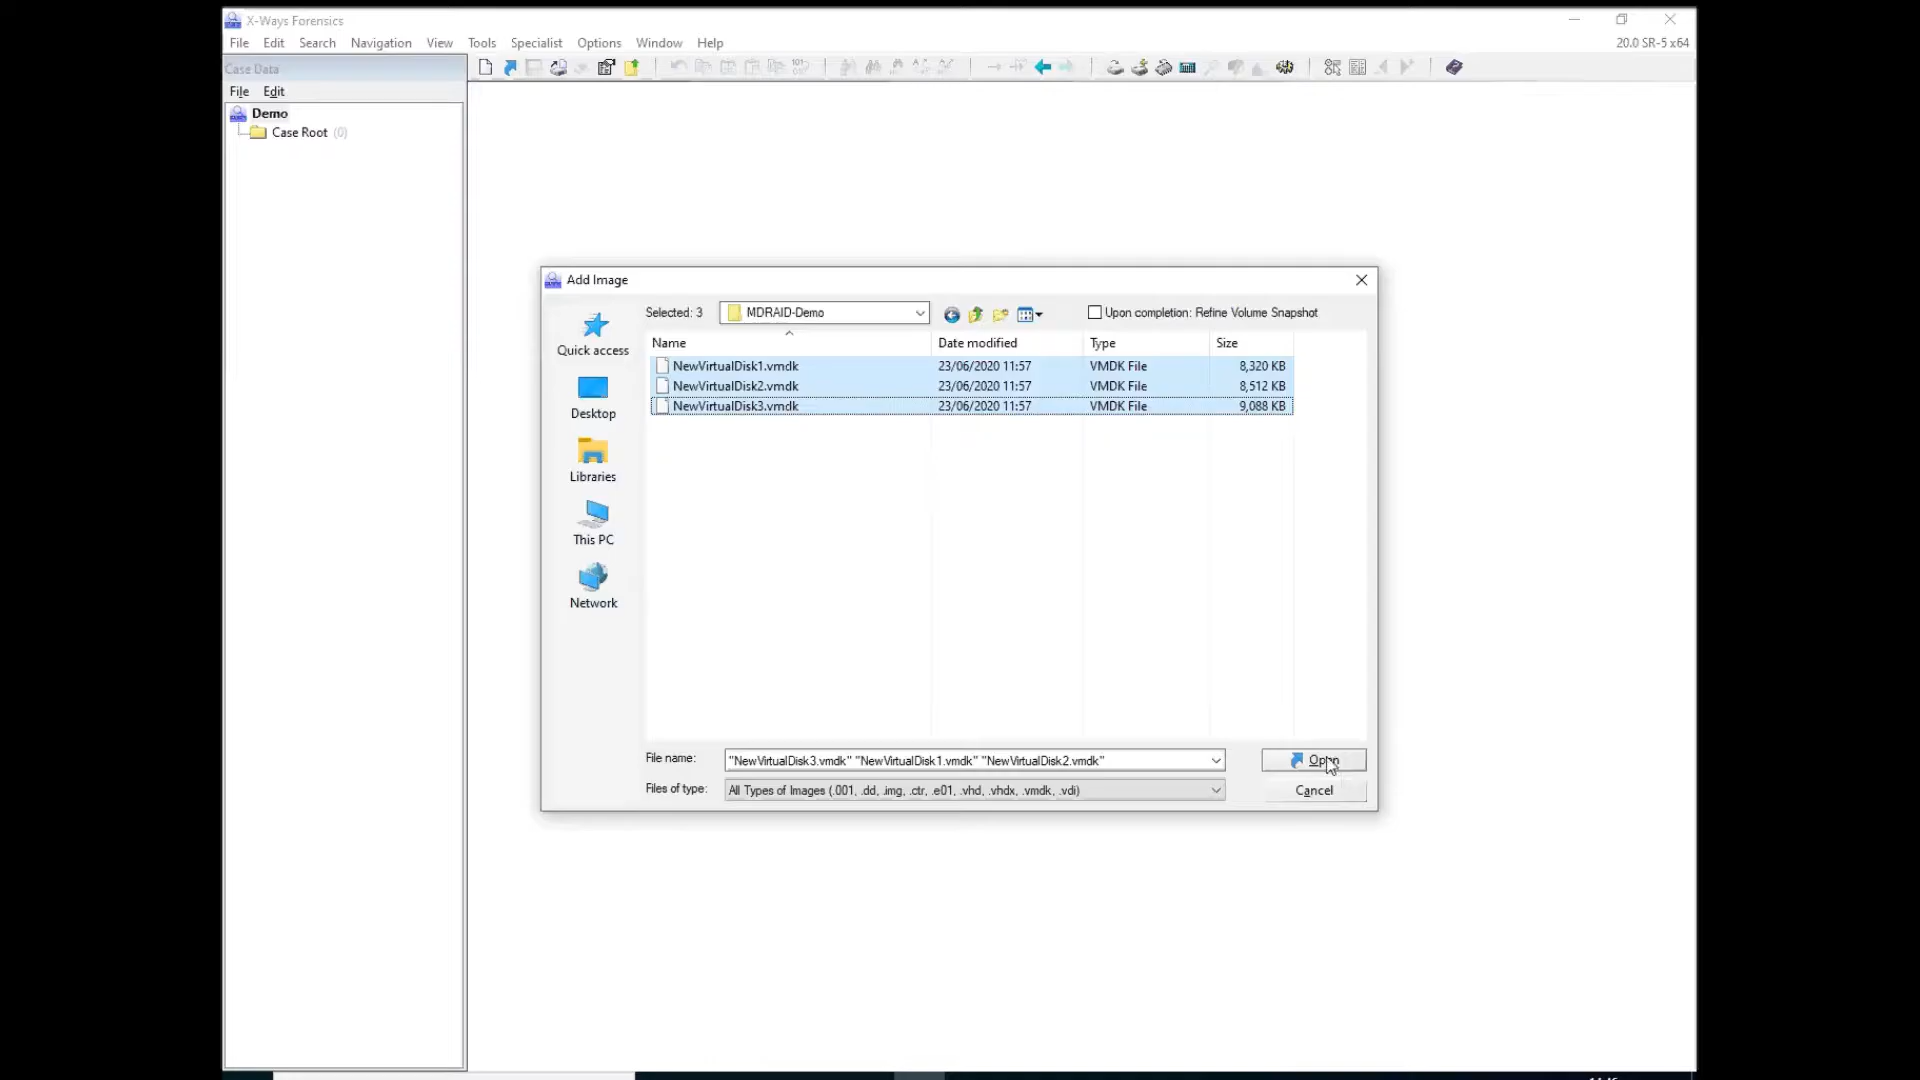 X-Ways Forensics
File Edit Search Navigation View Tools Specialist Options Window Help
20.0 SR-5 x64
Case Data
File Edit
Demo
Case Root (0)
Add Image
Selected: 3
MDRAID-Demo
Upon completion: Refine Volume Snapshot
Quick access
Desktop
Libraries
This PC
Network
Name Date modified Type Size
NewVirtualDisk1.vmdk 23/06/2020 11:57 VMDK File 8,320 KB
NewVirtualDisk2.vmdk 23/06/2020 11:57 VMDK File 8,512 KB
NewVirtualDisk3.vmdk 23/06/2020 11:57 VMDK File 9,088 KB
File name: "NewVirtualDisk3.vmdk" "NewVirtualDisk1.vmdk" "NewVirtualDisk2.vmdk"
Open
Files of type: All Types of Images (.001, .dd, .img, .ctr, .e01, .vhd, .vhdx, .vmdk, .vdi)
Cancel